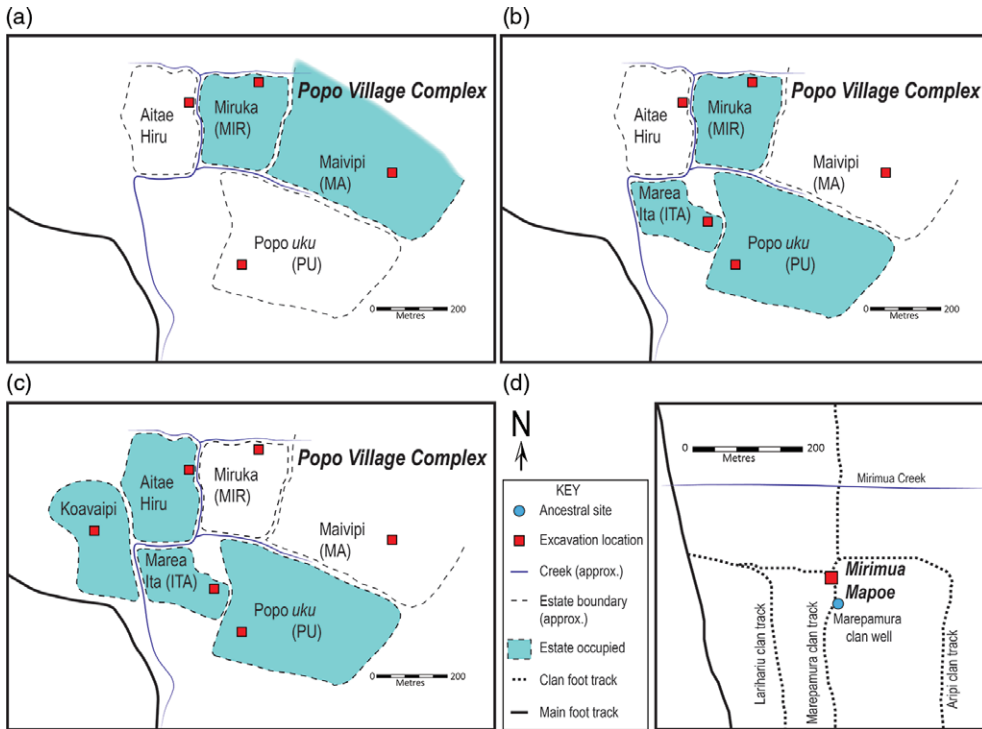 (a)
Popo Village Complex
Aitae
Hiru
Miruka
(MIR)
Maivipi
(MA)
Popo uku
(PU)
0 200
Metres
(b)
Popo Village Complex
Aitae
Hiru
Miruka
(MIR)
Maivipi
(MA)
Marea
Ita (ITA)
Popo uku
(PU)
0 200
Metres
(c)
Popo Village Complex
Aitae
Hiru
Miruka
(MIR)
Koavaipi
Maivipi
(MA)
Marea
Ita (ITA)
Popo uku
(PU)
0 200
Metres
N
KEY
Ancestral site
Excavation location
Creek (approx.)
Estate boundary
(approx.)
Estate occupied
Clan foot track
Main foot track
(d)
0 200
Metres
Mirimua Creek
Mirimua
Mapoe
Marepamura
clan well
Larihariu clan track
Marepamura clan track
Aripi clan track